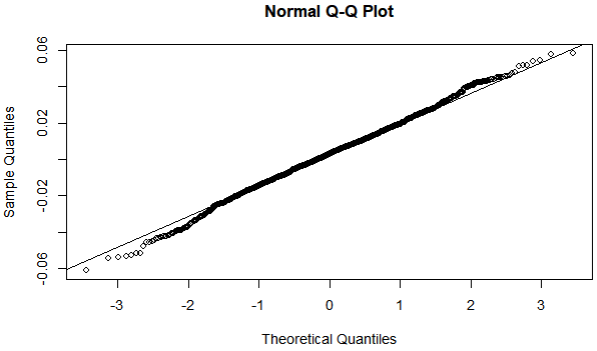 Normal Q-Q Plot
Sample Quantiles
0.06
0.02
-0.02
-0.06
-3 -2 -1 0 1 2 3
Theoretical Quantiles